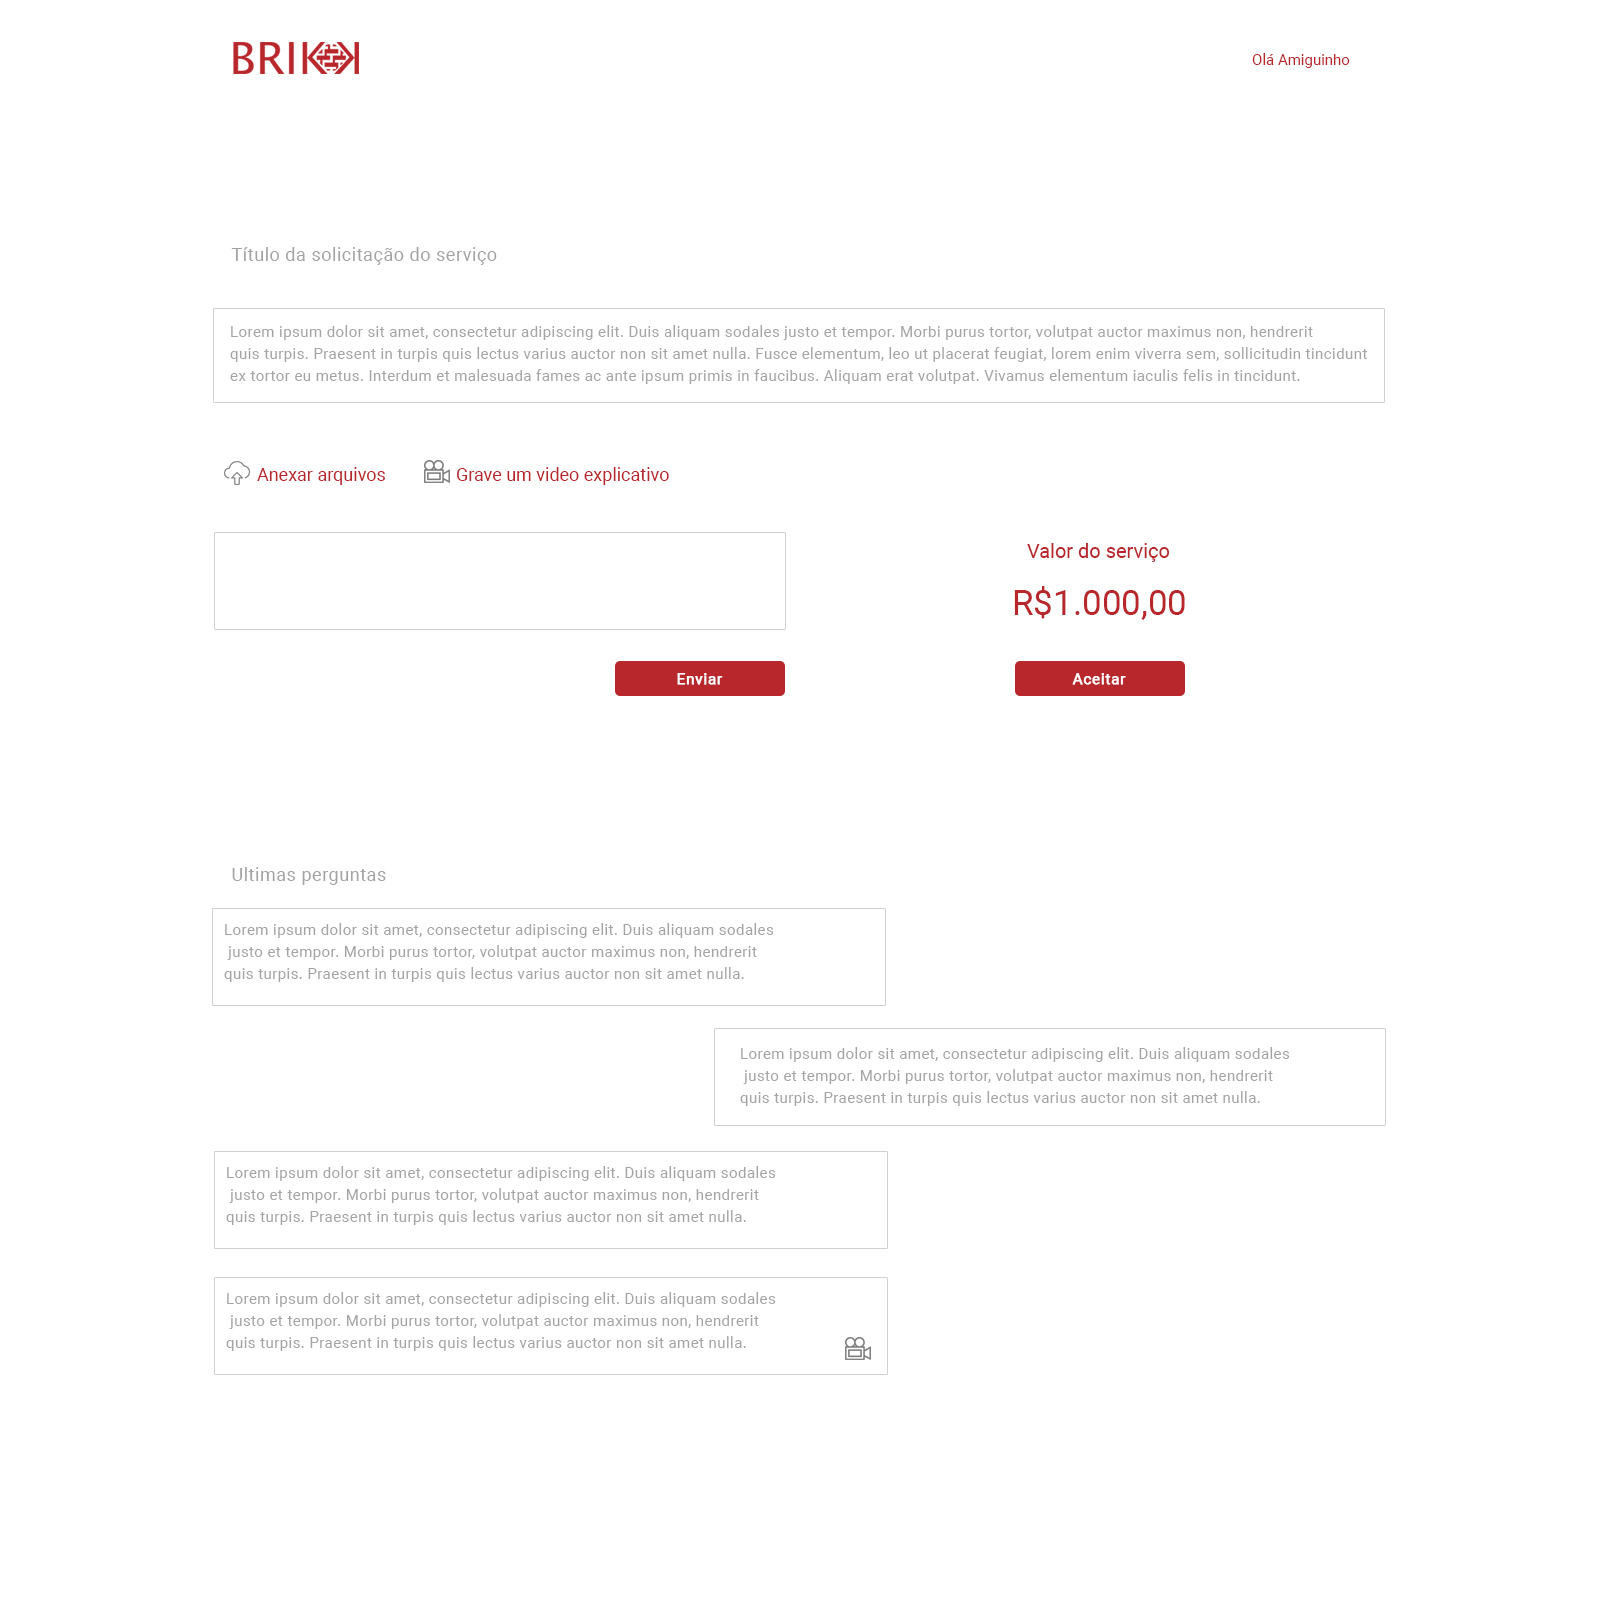 BRIKK
Olá Amiguinho
Título da solicitação do serviço
Lorem ipsum dolor sit amet, consectetur adipiscing elit. Duis aliquam sodales justo et tempor. Morbi purus tortor, volutpat auctor maximus non, hendrerit
quis turpis. Praesent in turpis quis lectus varius auctor non sit amet nulla. Fusce elementum, leo ut placerat feugiat, lorem enim viverra sem, sollicitudin tincidunt
ex tortor eu metus. Interdum et malesuada fames ac ante ipsum primis in faucibus. Aliquam erat volutpat. Vivamus elementum iaculis felis in tincidunt.
Anexar arquivos
Grave um video explicativo
Valor do serviço
R$1.000,00
Enviar
Aceitar
Ultimas perguntas
Lorem ipsum dolor sit amet, consectetur adipiscing elit. Duis aliquam sodales
justo et tempor. Morbi purus tortor, volutpat auctor maximus non, hendrerit
quis turpis. Praesent in turpis quis lectus varius auctor non sit amet nulla.
Lorem ipsum dolor sit amet, consectetur adipiscing elit. Duis aliquam sodales
justo et tempor. Morbi purus tortor, volutpat auctor maximus non, hendrerit
quis turpis. Praesent in turpis quis lectus varius auctor non sit amet nulla.
Lorem ipsum dolor sit amet, consectetur adipiscing elit. Duis aliquam sodales
justo et tempor. Morbi purus tortor, volutpat auctor maximus non, hendrerit
quis turpis. Praesent in turpis quis lectus varius auctor non sit amet nulla.
Lorem ipsum dolor sit amet, consectetur adipiscing elit. Duis aliquam sodales
justo et tempor. Morbi purus tortor, volutpat auctor maximus non, hendrerit
quis turpis. Praesent in turpis quis lectus varius auctor non sit amet nulla.